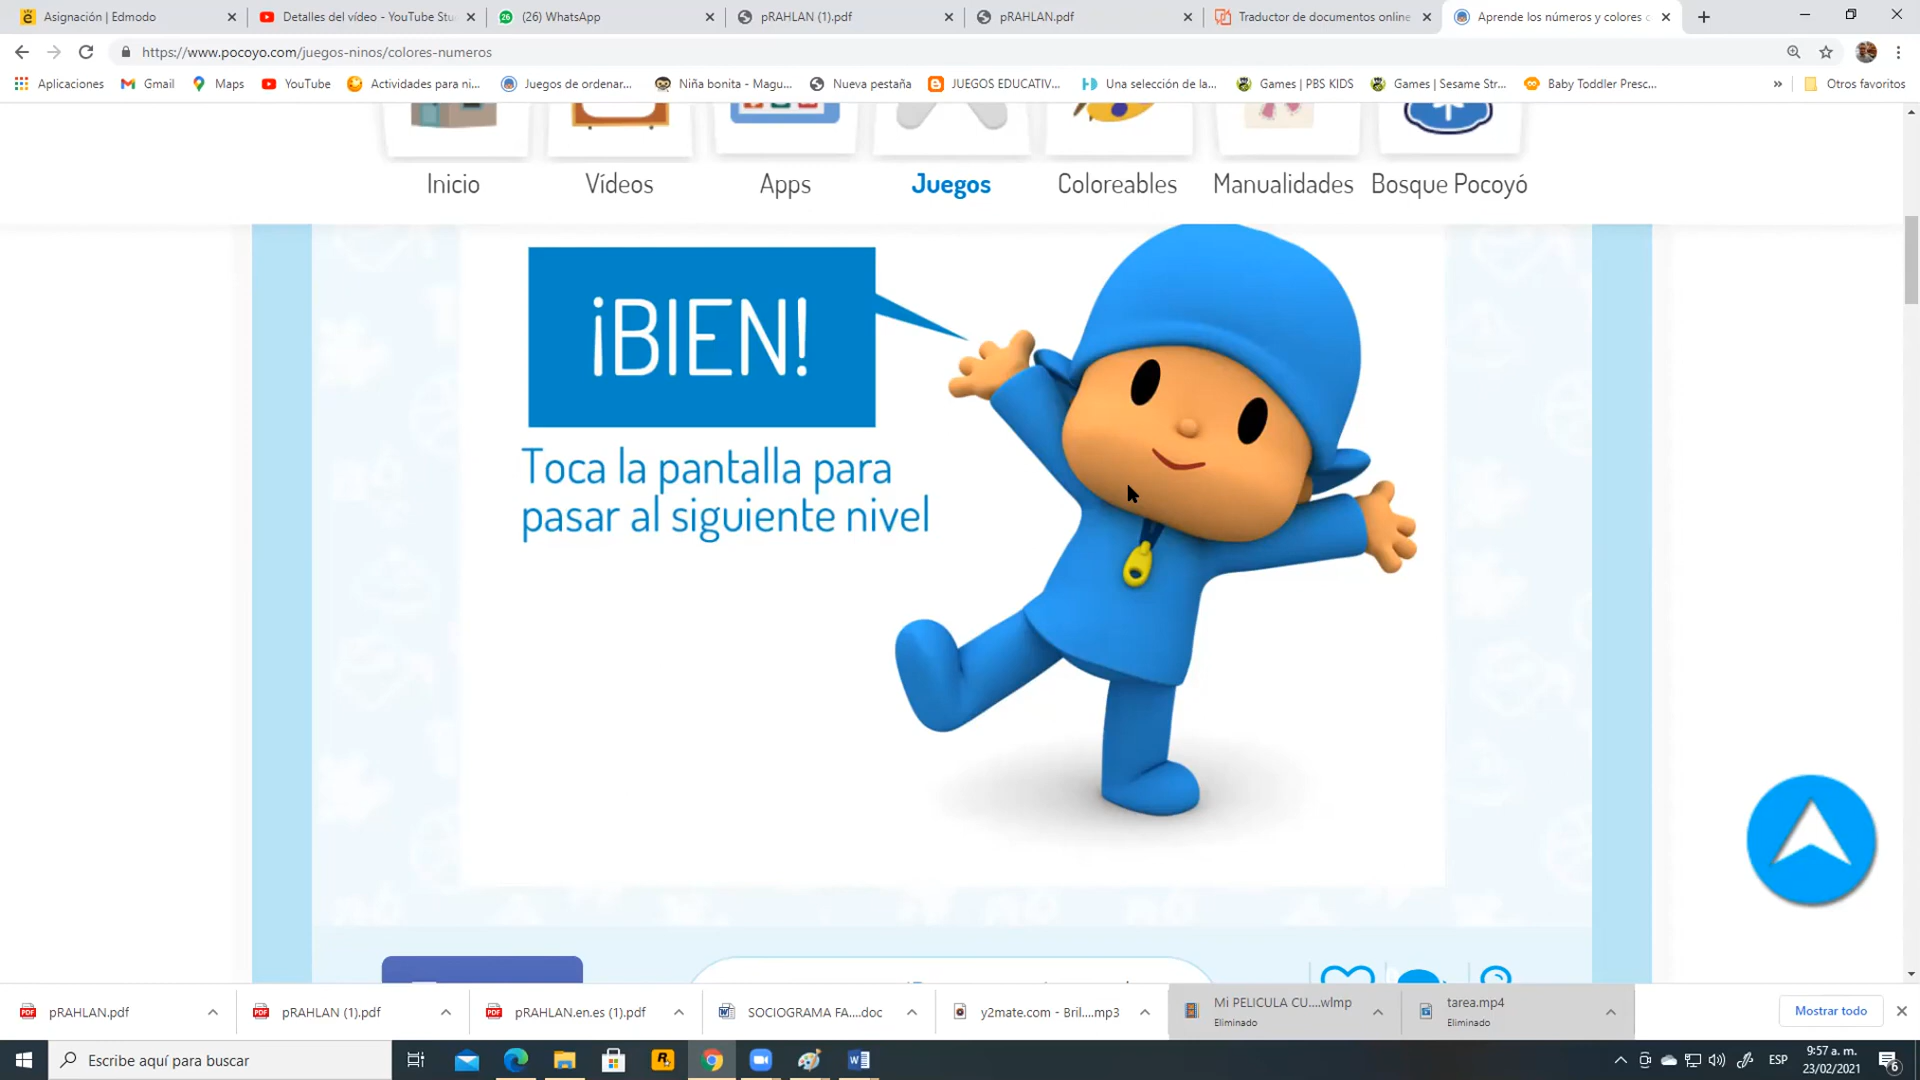 Asignación | Edmodo
Detalles del vídeo - YouTube Stu
(26) WhatsApp
pRAHLAN (1).pdf
pRAHLAN.pdf
Traductor de documentos online
Aprende los números y colores c
https://www.pocoyo.com/juegos-ninos/colores-numeros
Aplicaciones
Gmail
Maps
YouTube
Actividades para ni...
Juegos de ordenar...
Niña bonita - Magu...
Nueva pestaña
JUEGOS EDUCATIV...
Una selección de la...
Games | PBS KIDS
Games | Sesame Str...
Baby Toddler Presc...
»
Otros favoritos
Inicio
Vídeos
Apps
Juegos
Coloreables
Manualidades
Bosque Pocoyó
¡BIEN!
Toca la pantalla para
pasar al siguiente nivel
pRAHLAN.pdf
pRAHLAN (1).pdf
pRAHLAN.en.es (1).pdf
SOCIOGRAMA FA....doc
y2mate.com - Bril....mp3
Mi PELICULA CU....wlmp
Eliminado
tarea.mp4
Eliminado
Mostrar todo
Escribe aquí para buscar
ESP
9:57 a. m.
23/02/2021
6